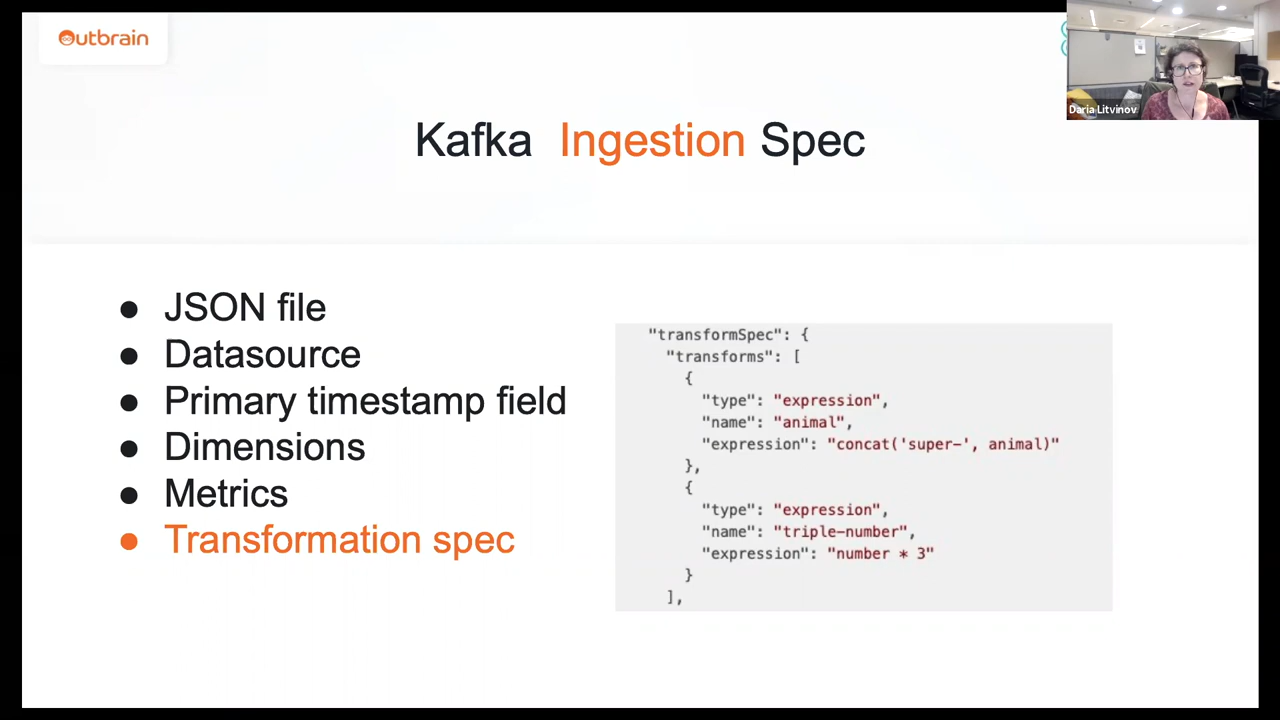 Outbrain
Daria Litvinov
Kafka Ingestion Spec
● JSON file
● Datasource
● Primary timestamp field
● Dimensions
● Metrics
● Transformation spec
"transformSpec": {
"transforms": [
{
"type": "expression",
"name": "animal",
"expression": "concat('super-', animal)"
},
{
"type": "expression",
"name": "triple-number",
"expression": "number * 3"
}
],